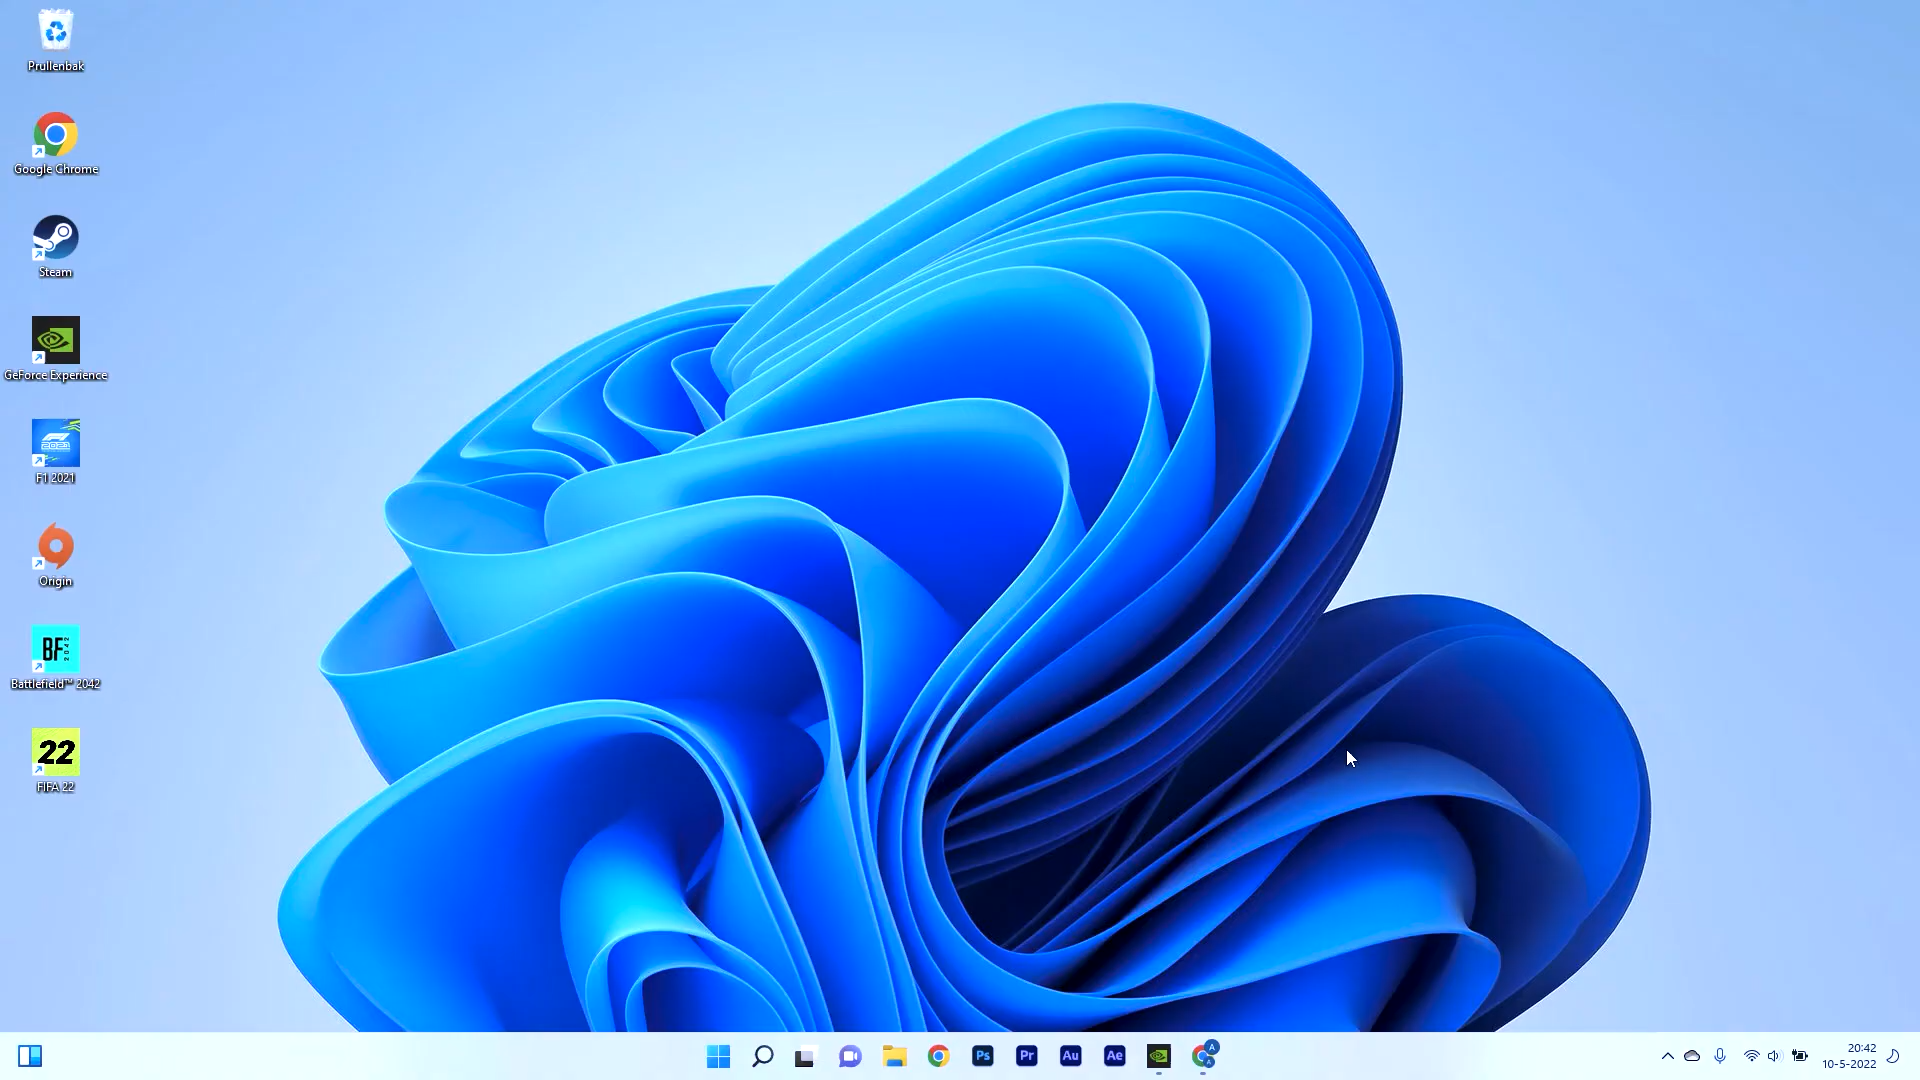 Prullenbak
Google Chrome
Steam
GeForce Experience
F1 2021
Origin
BF 2042
Battlefield™ 2042
22
FIFA 22
Ps
Pr
Au
Ae
A
A
20:42
10-5-2022